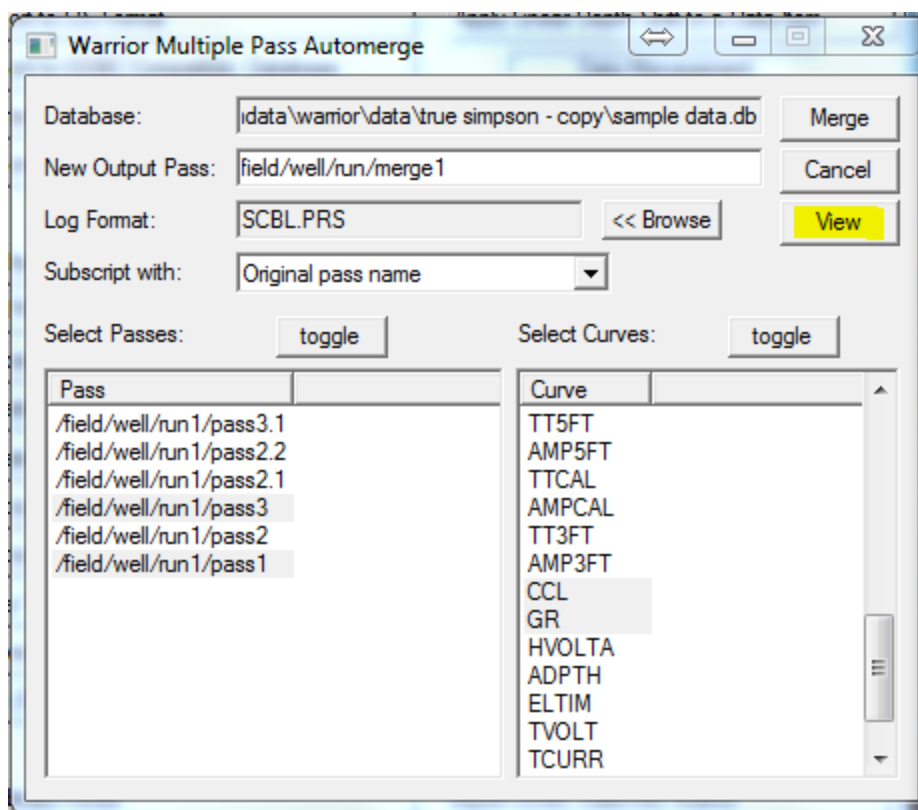 Warrior Multiple Pass Automerge
Database: data\warrior\data\true simpson - copy\sample data.db Merge
New Output Pass: field/well/run/merge1 Cancel
Log Format: SCBL.PRS << Browse View
Subscript with: Original pass name
Select Passes: toggle Select Curves: toggle
Pass Curve
/field/well/run1/pass3.1 TT5FT
/field/well/run1/pass2.2 AMP5FT
/field/well/run1/pass2.1 TTCAL
/field/well/run1/pass3 AMPCAL
/field/well/run1/pass2 TT3FT
/field/well/run1/pass1 AMP3FT
CCL
GR
HVOLTA
ADPTH
ELTIM
TVOLT
TCURR